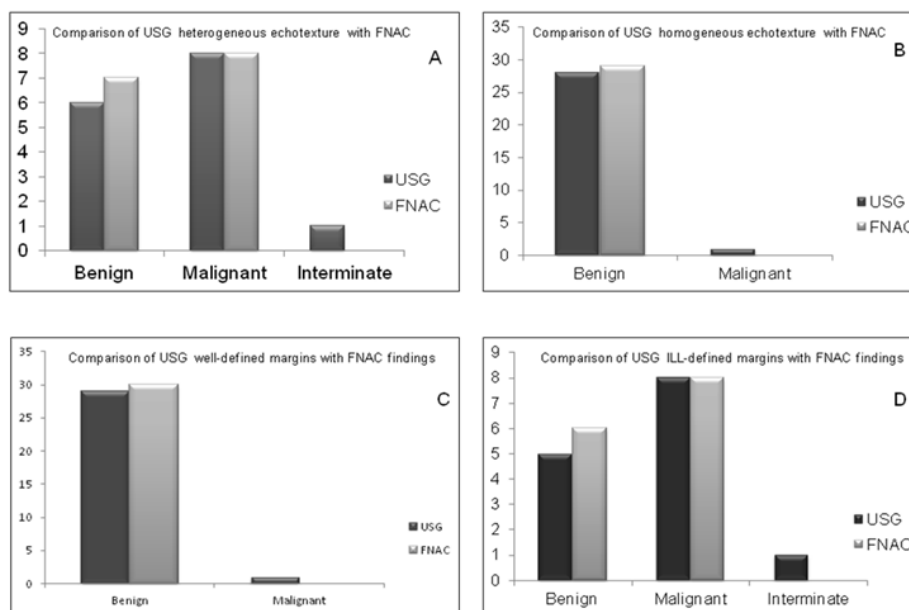 Comparison of USG heterogeneous echotexture with FNAC
A
9
8
7
6
5
4
3
2
1
0
Benign Malignant Interminate
USG
FNAC
Comparison of USG homogeneous echotexture with FNAC
B
35
30
25
20
15
10
5
0
Benign Malignant
USG
FNAC
Comparison of USG well-defined margins with FNAC findings
C
35
30
25
20
15
10
5
0
Benign Malignant
USG
FNAC
Comparison of USG ILL-defined margins with FNAC findings
D
9
8
7
6
5
4
3
2
1
0
Benign Malignant Interminate
USG
FNAC